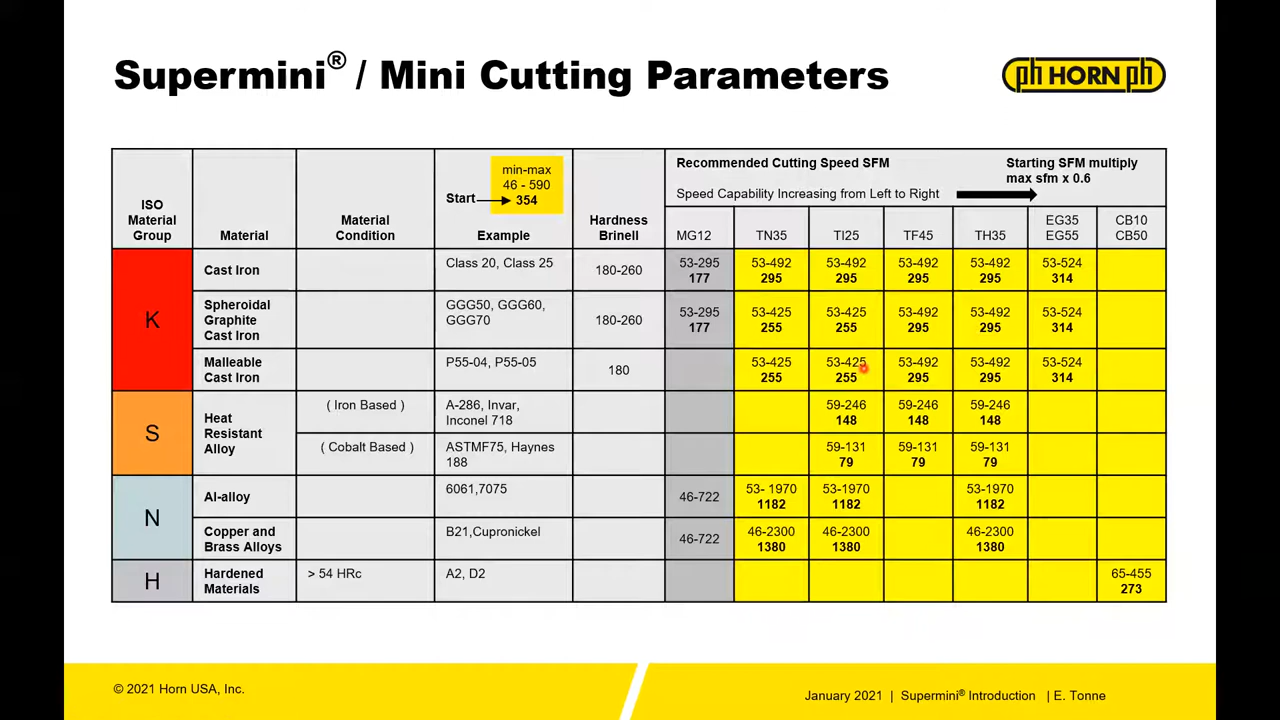 Supermini® / Mini Cutting Parameters
ph HORN ph
ISO
Material
Group
Material
Material
Condition
min-max
46 - 590
Start 354
Example
Hardness
Brinell
Recommended Cutting Speed SFM
Starting SFM multiply
max sfm x 0.6
Speed Capability Increasing from Left to Right
MG12
TN35
TI25
TF45
TH35
EG35
EG55
CB10
CB50
K
Cast Iron
Class 20, Class 25
180-260
53-295
177
53-492
295
53-492
295
53-492
295
53-492
295
53-524
314
Spheroidal
Graphite
Cast Iron
GGG50, GGG60,
GGG70
180-260
53-295
177
53-425
255
53-425
255
53-492
295
53-492
295
53-524
314
Malleable
Cast Iron
P55-04, P55-05
180
53-425
255
53-425
255
53-492
295
53-492
295
53-524
314
S
Heat
Resistant
Alloy
( Iron Based )
A-286, Invar,
Inconel 718
59-246
148
59-246
148
59-246
148
( Cobalt Based )
ASTMF75, Haynes
188
59-131
79
59-131
79
59-131
79
N
Al-alloy
6061,7075
46-722
53- 1970
1182
53-1970
1182
53-1970
1182
Copper and
Brass Alloys
B21,Cupronickel
46-722
46-2300
1380
46-2300
1380
46-2300
1380
H
Hardened
Materials
> 54 HRc
A2, D2
65-455
273
© 2021 Horn USA, Inc.
January 2021 | Supermini® Introduction | E. Tonne